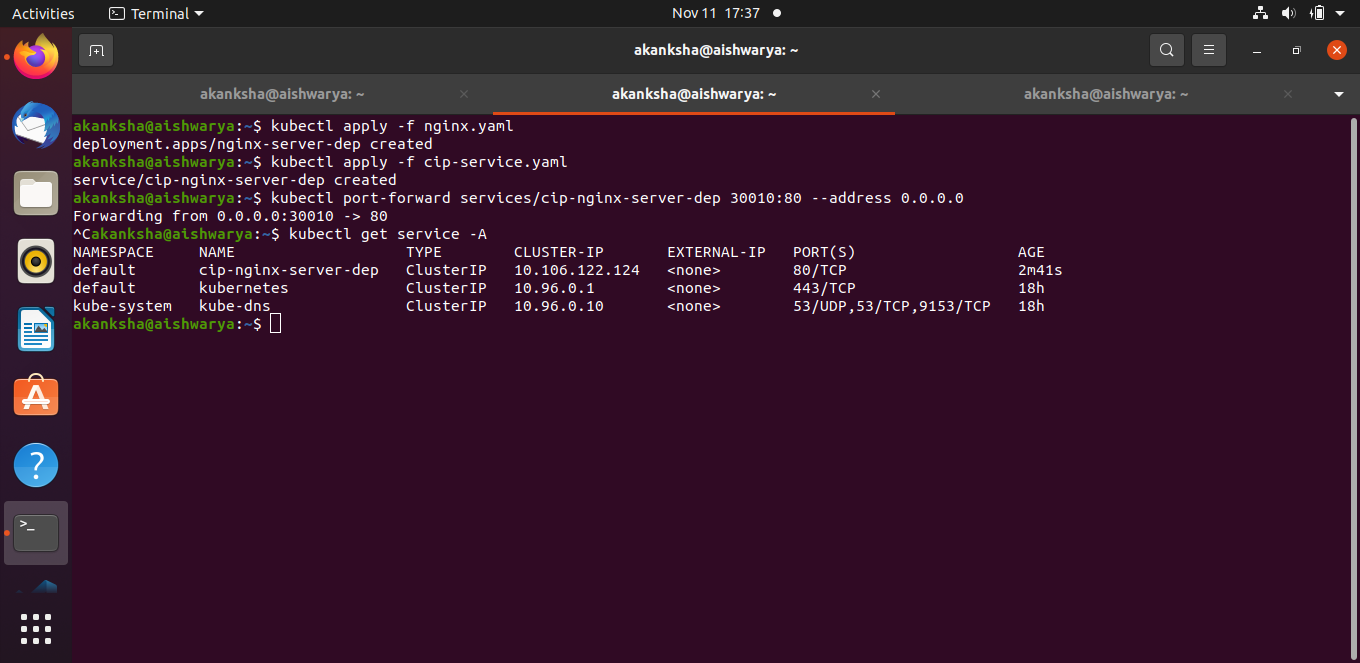 Activities
Terminal
Nov 11 17:37
akanksha@aishwarya: ~
akanksha@aishwarya: ~
akanksha@aishwarya: ~
akanksha@aishwarya: ~
akanksha@aishwarya:~$ kubectl apply -f nginx.yaml
deployment.apps/nginx-server-dep created
akanksha@aishwarya:~$ kubectl apply -f cip-service.yaml
service/cip-nginx-server-dep created
akanksha@aishwarya:~$ kubectl port-forward services/cip-nginx-server-dep 30010:80 --address 0.0.0.0
Forwarding from 0.0.0.0:30010 -> 80
^Cakanksha@aishwarya:~$ kubectl get service -A
NAMESPACE     NAME                   TYPE        CLUSTER-IP       EXTERNAL-IP   PORT(S)                  AGE
default       cip-nginx-server-dep   ClusterIP   10.106.122.124   <none>        80/TCP                   2m41s
default       kubernetes             ClusterIP   10.96.0.1        <none>        443/TCP                  18h
kube-system   kube-dns               ClusterIP   10.96.0.10       <none>        53/UDP,53/TCP,9153/TCP   18h
akanksha@aishwarya:~$